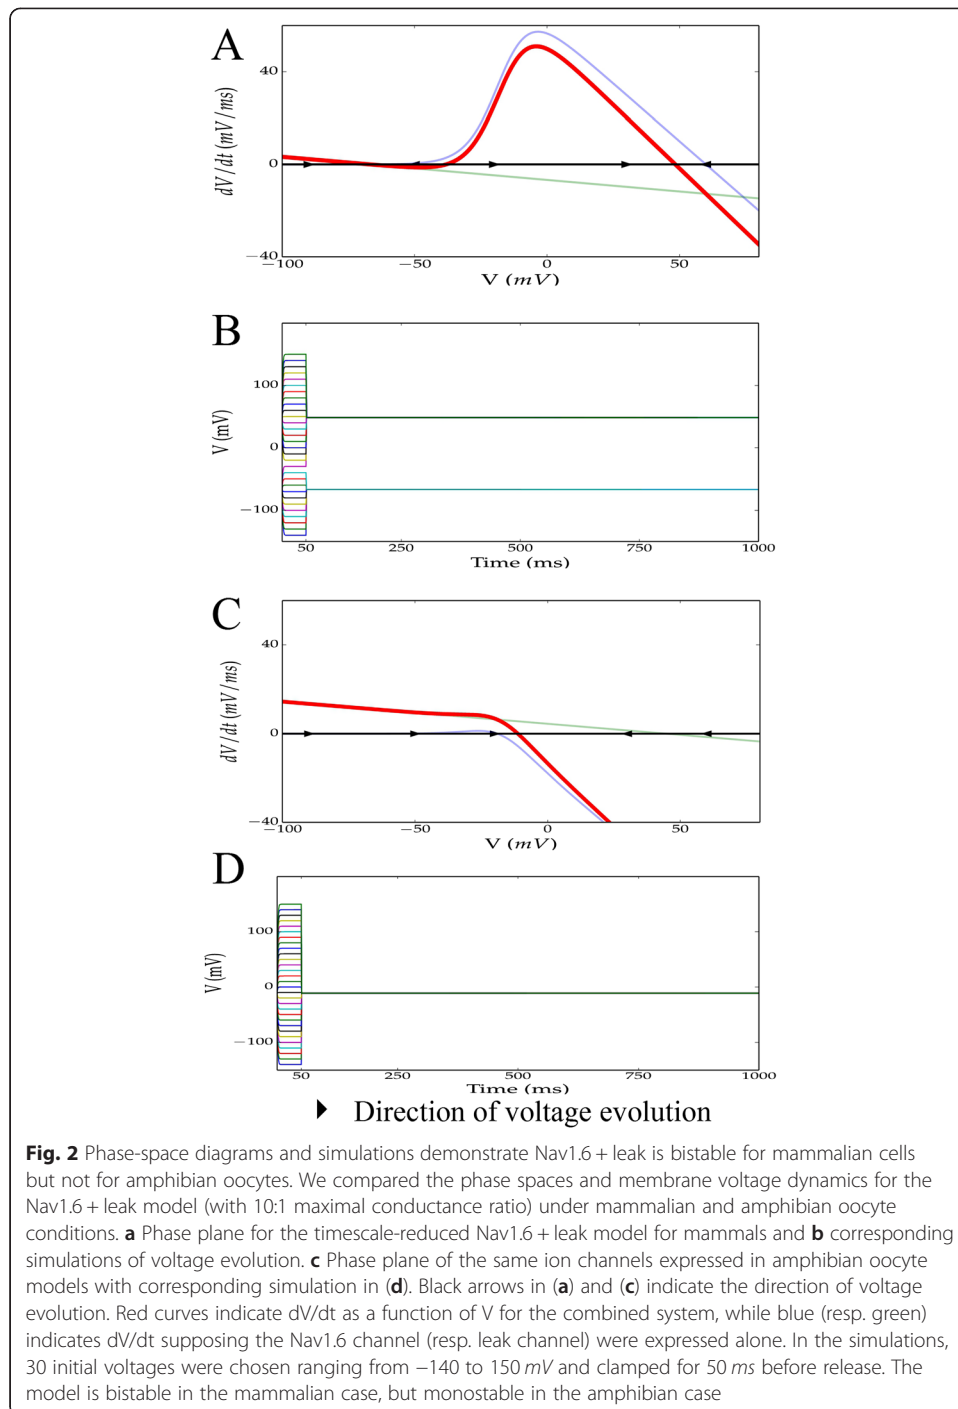 A
40
0
−40
dV/dt (mV/ms)
−100
−50
0
50
V (mV)
B
100
0
−100
V (mV)
50
250
500
750
1000
Time (ms)
C
40
0
−40
dV/dt (mV/ms)
−100
−50
0
50
V (mV)
D
100
0
−100
V (mV)
50
250
500
750
1000
Time (ms)
Direction of voltage evolution
Fig. 2 Phase-space diagrams and simulations demonstrate Nav1.6 + leak is bistable for mammalian cells
but not for amphibian oocytes. We compared the phase spaces and membrane voltage dynamics for the
Nav1.6 + leak model (with 10:1 maximal conductance ratio) under mammalian and amphibian oocyte
conditions. a Phase plane for the timescale-reduced Nav1.6 + leak model for mammals and b corresponding
simulations of voltage evolution. c Phase plane of the same ion channels expressed in amphibian oocyte
models with corresponding simulation in (d). Black arrows in (a) and (c) indicate the direction of voltage
evolution. Red curves indicate dV/dt as a function of V for the combined system, while blue (resp. green)
indicates dV/dt supposing the Nav1.6 channel (resp. leak channel) were expressed alone. In the simulations,
30 initial voltages were chosen ranging from −140 to 150 mV and clamped for 50 ms before release. The
model is bistable in the mammalian case, but monostable in the amphibian case